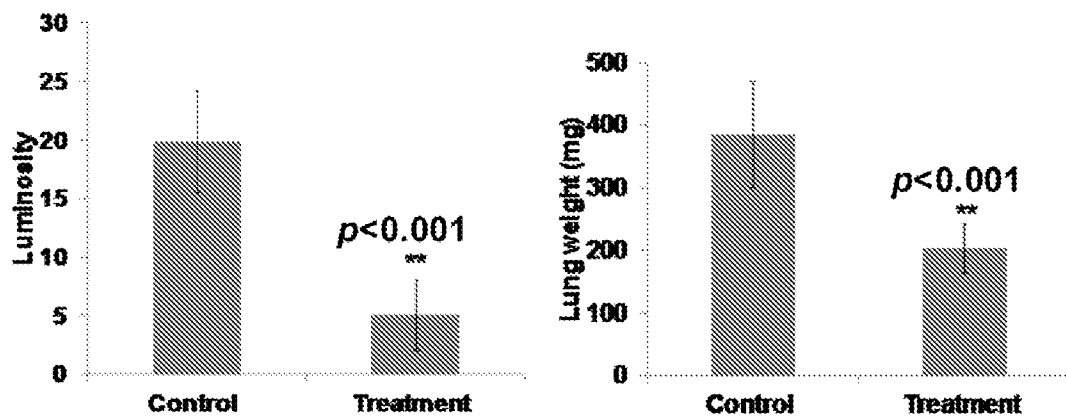 30
25
20
15
10
5
0
Luminosity
p<0.001
**
Control Treatment
500
400
300
200
100
0
Lung weight (mg)
p<0.001
**
Control Treatment